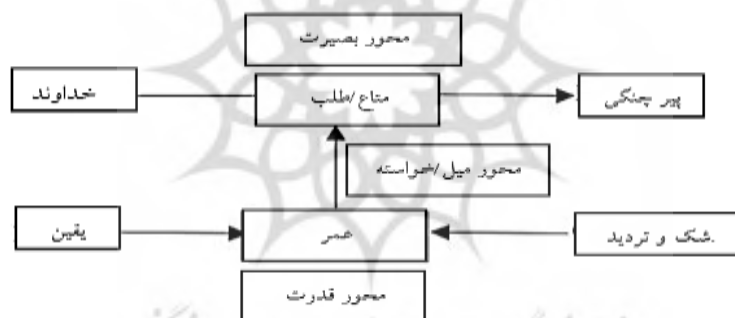 محور بصیرت
پیر چنگی
متاع/طلب
خداوند
محور میل/خواسته
.شک و تردید
عمر
یقین
محور قدرت